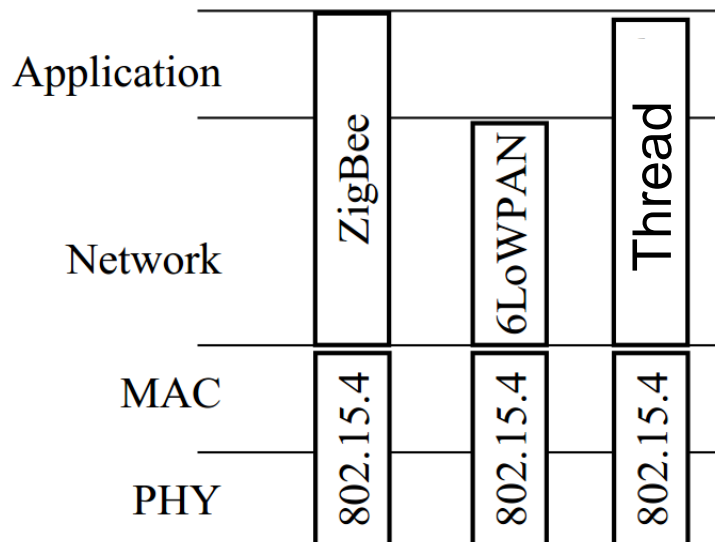 Application
Network
MAC
PHY
ZigBee
6LoWPAN
Thread
802.15.4
802.15.4
802.15.4